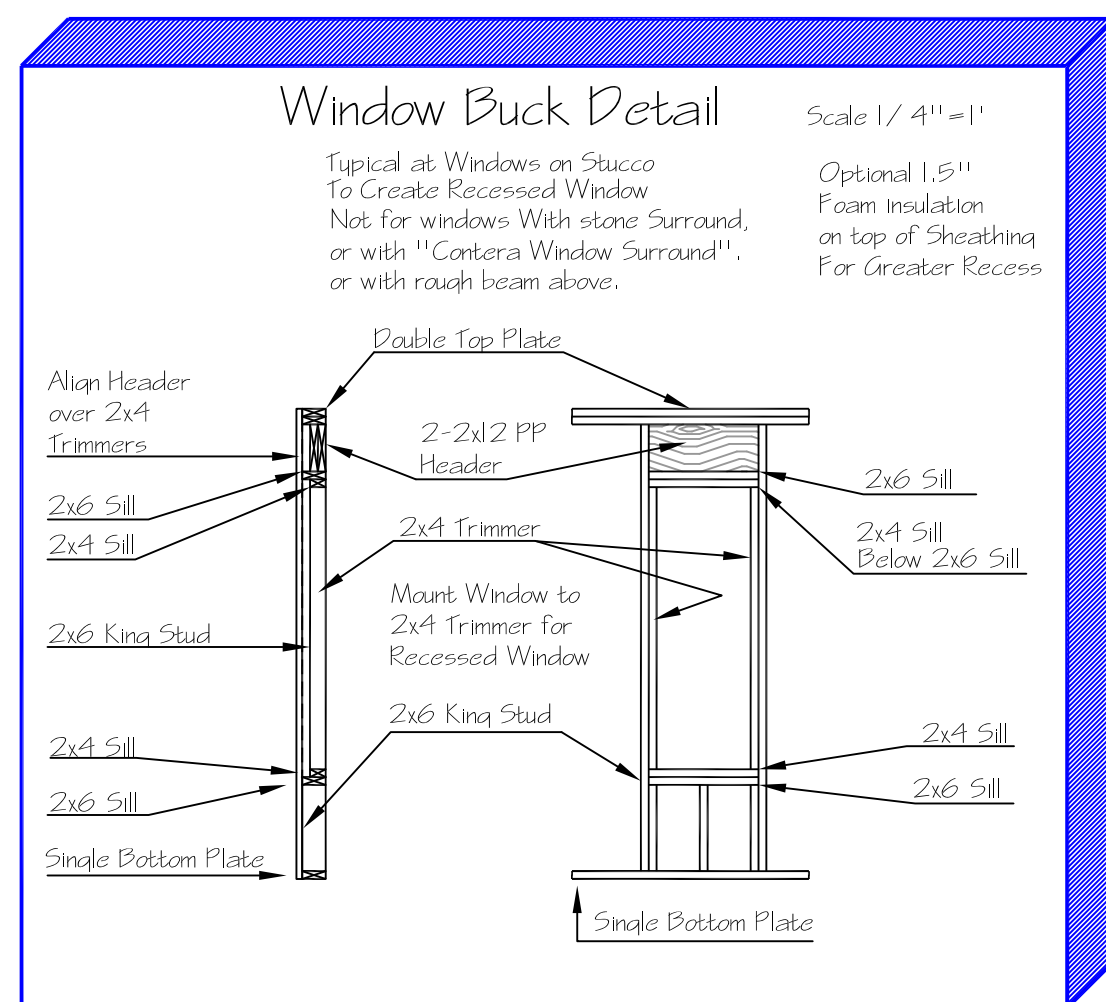 Window Buck Detail
Scale 1/ 4"=1'
Typical at Windows on Stucco
To Create Recessed Window
Not for windows With stone Surround,
or with "Contera Window Surround".
or with rough beam above.
Optional 1.5"
Foam Insulation
on top of Sheathing
For Greater Recess
Double Top Plate
Align Header
over 2x4
Trimmers
2-2x12 PP
Header
2x6 Sill
2x4 Sill
2x6 Sill
2x4 Sill
Below 2x6 Sill
2x4 Trimmer
Mount Window to
2x4 Trimmer for
Recessed Window
2x6 King Stud
2x6 King Stud
2x4 Sill
2x6 Sill
2x4 Sill
2x6 Sill
Single Bottom Plate
Single Bottom Plate